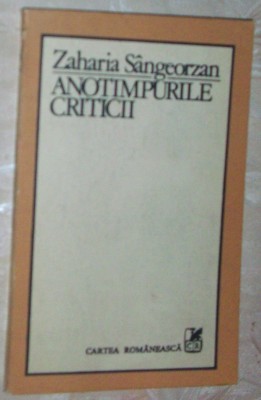 Zaharia Sângeorzan
ANOTIMPURILE
CRITICII
CARTEA ROMÂNEASCĂ